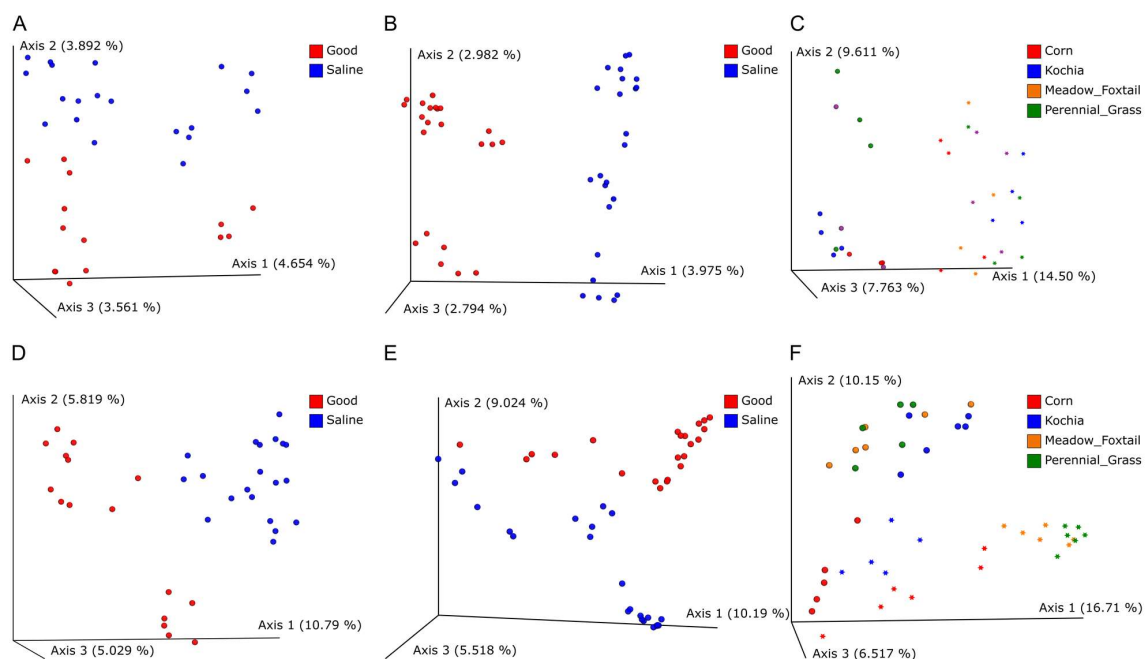 A
Axis 2 (3.892 %)
Good
Saline
Axis 1 (4.654 %)
Axis 3 (3.561 %)
B
Axis 2 (2.982 %)
Good
Saline
Axis 1 (3.975 %)
Axis 3 (2.794 %)
C
Axis 2 (9.611 %)
Corn
Kochia
Meadow_Foxtail
Perennial_Grass
Axis 1 (14.50 %)
Axis 3 (7.763 %)
D
Axis 2 (5.819 %)
Good
Saline
Axis 1 (10.79 %)
Axis 3 (5.029 %)
E
Axis 2 (9.024 %)
Good
Saline
Axis 1 (10.19 %)
Axis 3 (5.518 %)
F
Axis 2 (10.15 %)
Corn
Kochia
Meadow_Foxtail
Perennial_Grass
Axis 1 (16.71 %)
Axis 3 (6.517 %)